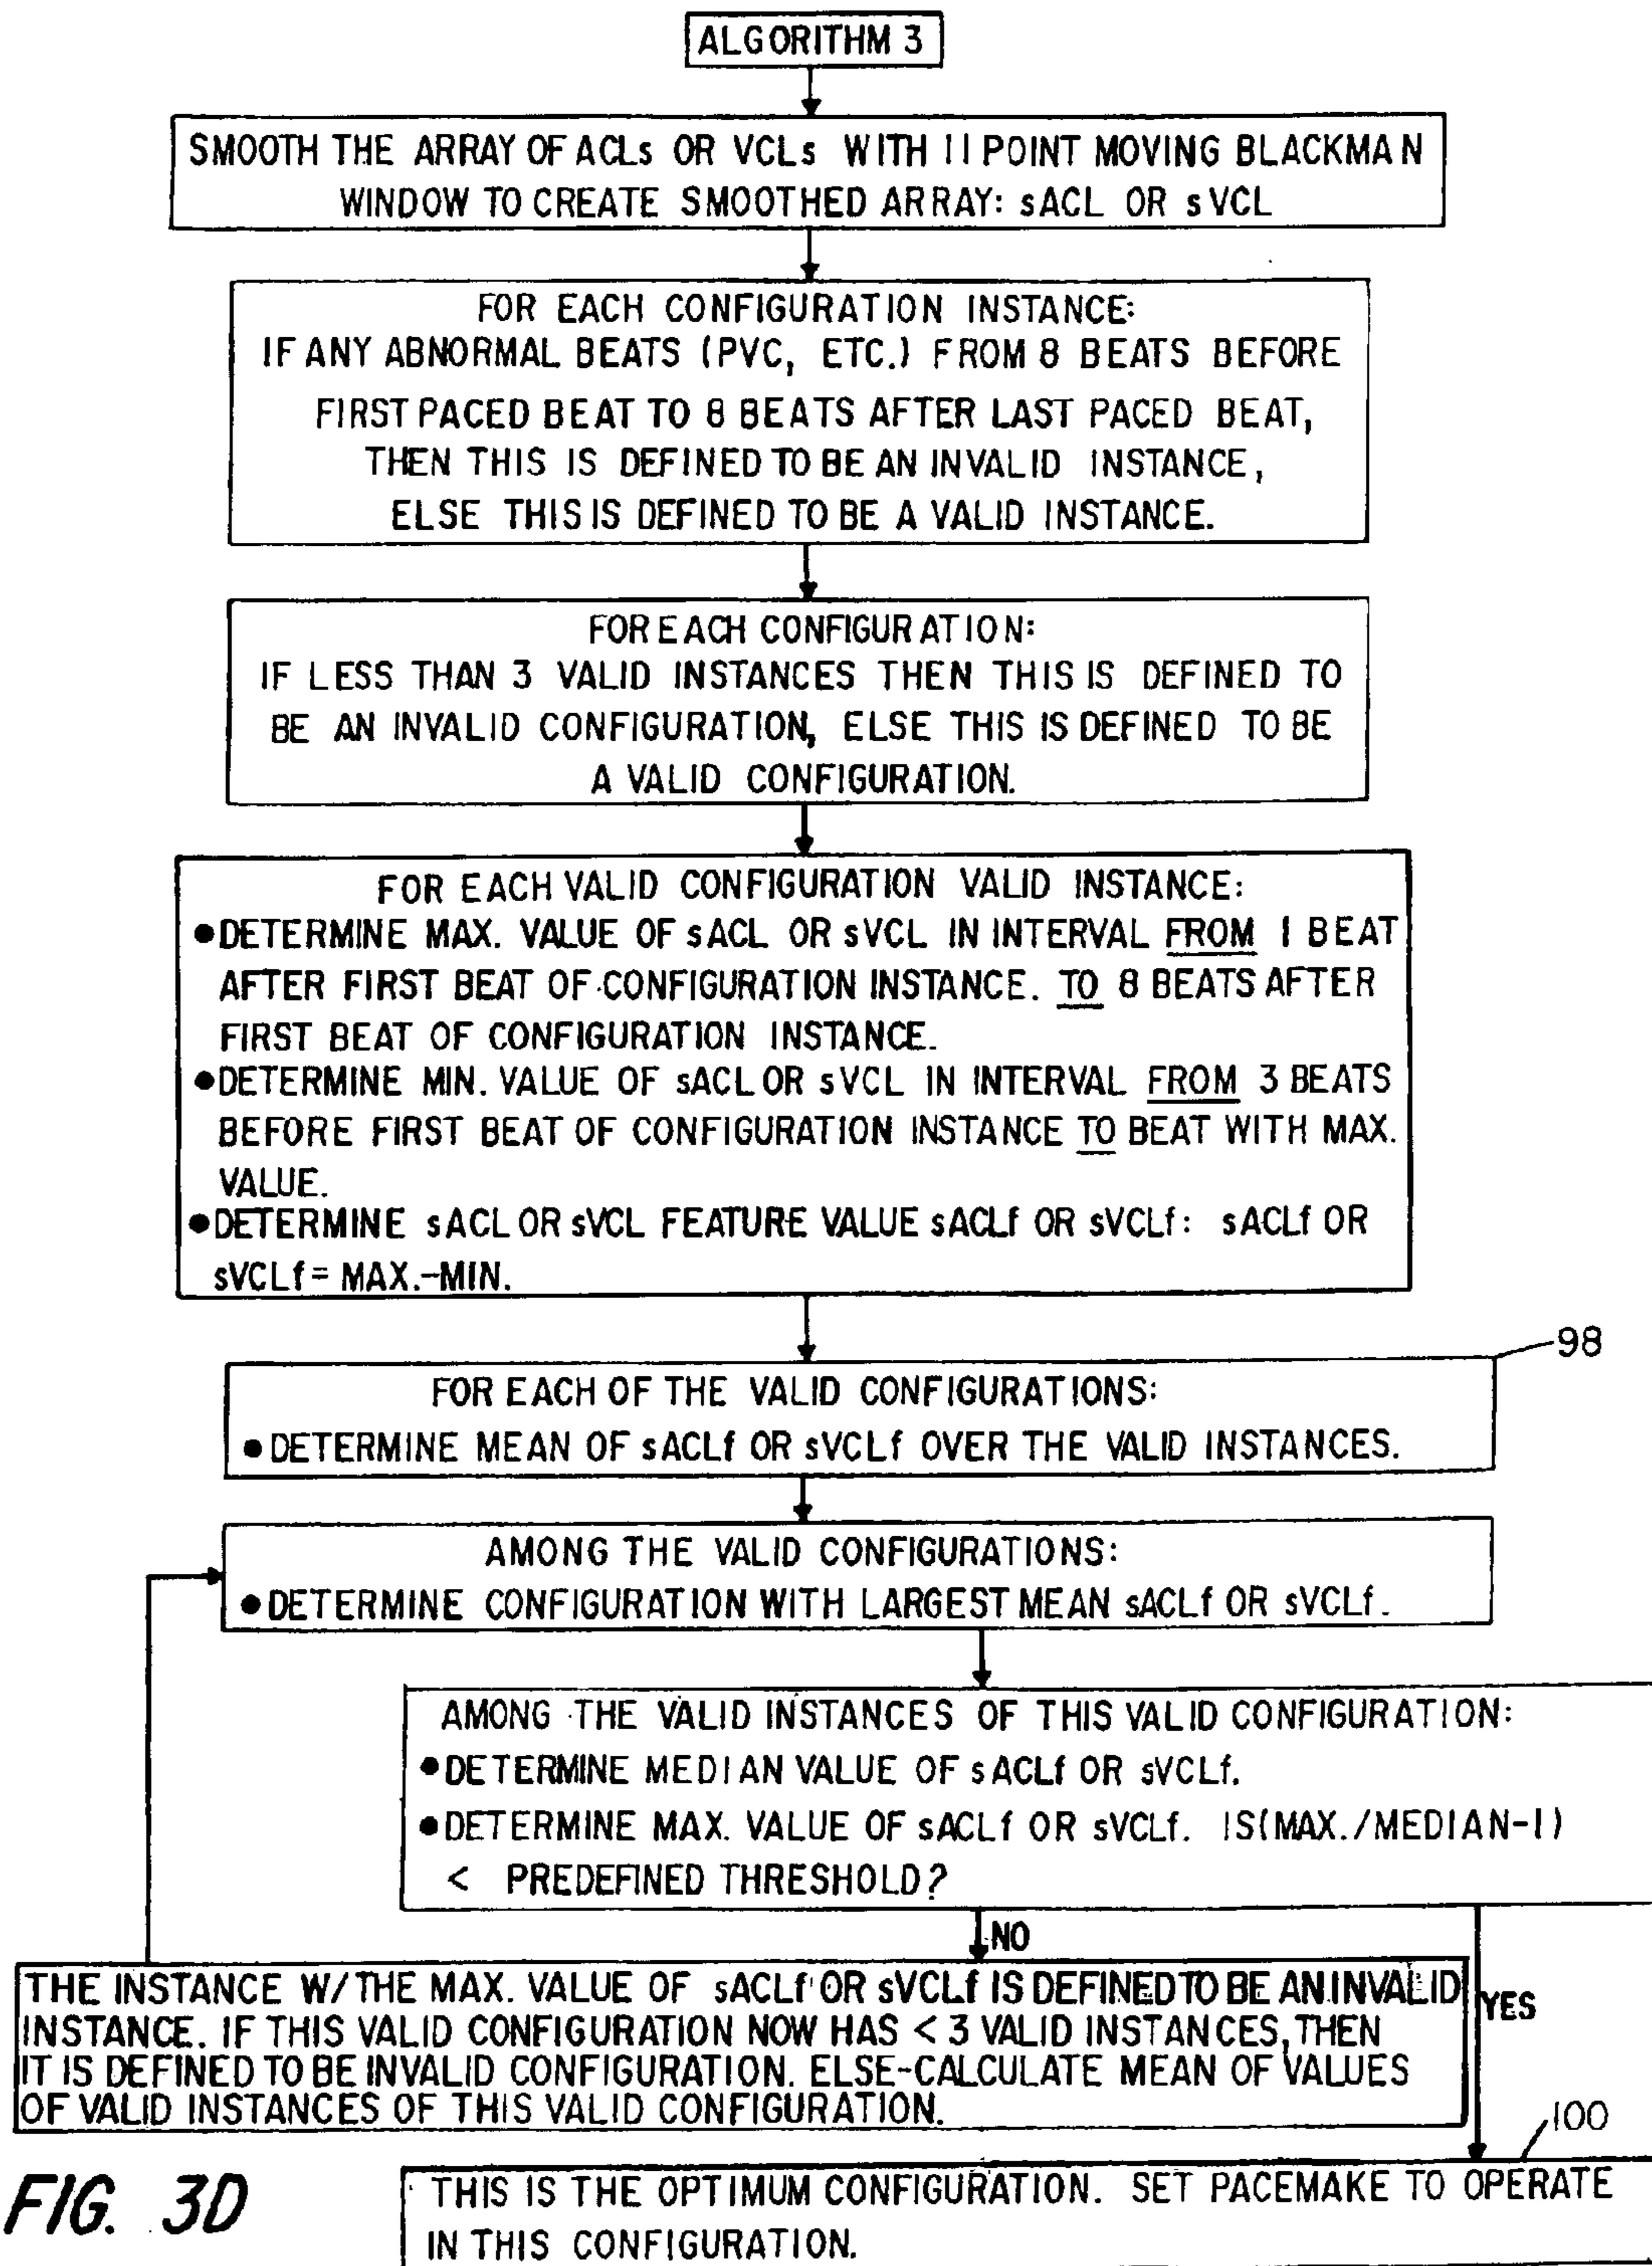 ALGORITHM 3
SMOOTH THE ARRAY OF ACLs OR VCLs WITH 11 POINT MOVING BLACKMAN
WINDOW TO CREATE SMOOTHED ARRAY: sACL OR sVCL
FOR EACH CONFIGURATION INSTANCE:
IF ANY ABNORMAL BEATS (PVC, ETC.) FROM 8 BEATS BEFORE
FIRST PACED BEAT TO 8 BEATS AFTER LAST PACED BEAT,
THEN THIS IS DEFINED TO BE AN INVALID INSTANCE,
ELSE THIS IS DEFINED TO BE A VALID INSTANCE.
FOR EACH CONFIGURATION:
IF LESS THAN 3 VALID INSTANCES THEN THIS IS DEFINED TO
BE AN INVALID CONFIGURATION, ELSE THIS IS DEFINED TO BE
A VALID CONFIGURATION.
FOR EACH VALID CONFIGURATION VALID INSTANCE:
●DETERMINE MAX. VALUE OF sACL OR sVCL IN INTERVAL FROM 1 BEAT
AFTER FIRST BEAT OF CONFIGURATION INSTANCE. TO 8 BEATS AFTER
FIRST BEAT OF CONFIGURATION INSTANCE.
●DETERMINE MIN. VALUE OF sACL OR sVCL IN INTERVAL FROM 3 BEATS
BEFORE FIRST BEAT OF CONFIGURATION INSTANCE TO BEAT WITH MAX.
VALUE.
●DETERMINE sACL OR sVCL FEATURE VALUE sACLf OR sVCLf: sACLf OR
sVCLf = MAX.-MIN.
98
FOR EACH OF THE VALID CONFIGURATIONS:
●DETERMINE MEAN OF sACLf OR sVCLf OVER THE VALID INSTANCES.
AMONG THE VALID CONFIGURATIONS:
●DETERMINE CONFIGURATION WITH LARGEST MEAN sACLf OR sVCLf.
AMONG THE VALID INSTANCES OF THIS VALID CONFIGURATION:
●DETERMINE MEDIAN VALUE OF sACLf OR sVCLf.
●DETERMINE MAX. VALUE OF sACLf OR sVCLf. IS(MAX./MEDIAN-1)
< PREDEFINED THRESHOLD?
NO
THE INSTANCE W/THE MAX. VALUE OF sACLf OR sVCLf IS DEFINED TO BE AN INVALID
INSTANCE. IF THIS VALID CONFIGURATION NOW HAS < 3 VALID INSTANCES, THEN
IT IS DEFINED TO BE INVALID CONFIGURATION. ELSE-CALCULATE MEAN OF VALUES
OF VALID INSTANCES OF THIS VALID CONFIGURATION.
YES
100
THIS IS THE OPTIMUM CONFIGURATION. SET PACEMAKE TO OPERATE
IN THIS CONFIGURATION.
FIG. 3D